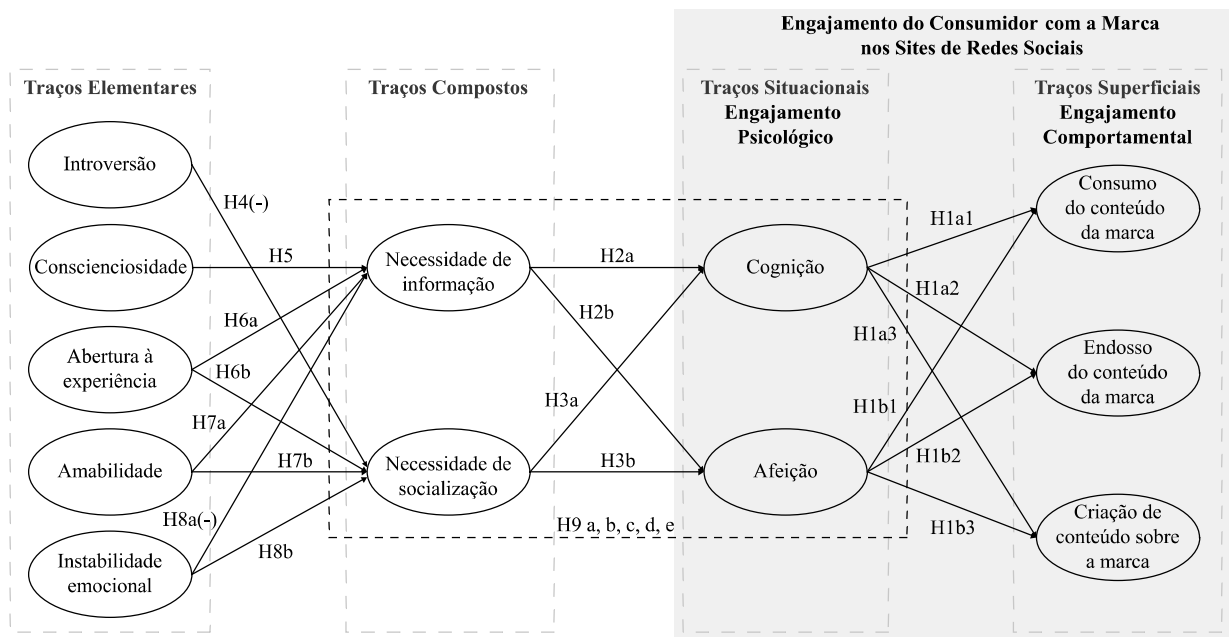 Engajamento do Consumidor com a Marca
nos Sites de Redes Sociais
Traços Elementares
Traços Compostos
Traços Situacionais
Engajamento
Psicológico
Traços Superficiais
Engajamento
Comportamental
Introversão
Conscienciosidade
Abertura à
experiência
Amabilidade
Instabilidade
emocional
H4(-)
H5
H6a
H6b
H7a
H7b
H8a(-)
H8b
Necessidade de
informação
Necessidade de
socialização
H2a
H2b
H3a
H3b
H9 a, b, c, d, e
Cognição
Afeição
H1a1
H1a2
H1a3
H1b1
H1b2
H1b3
Consumo
do conteúdo
da marca
Endosso
do conteúdo
da marca
Criação de
conteúdo sobre
a marca